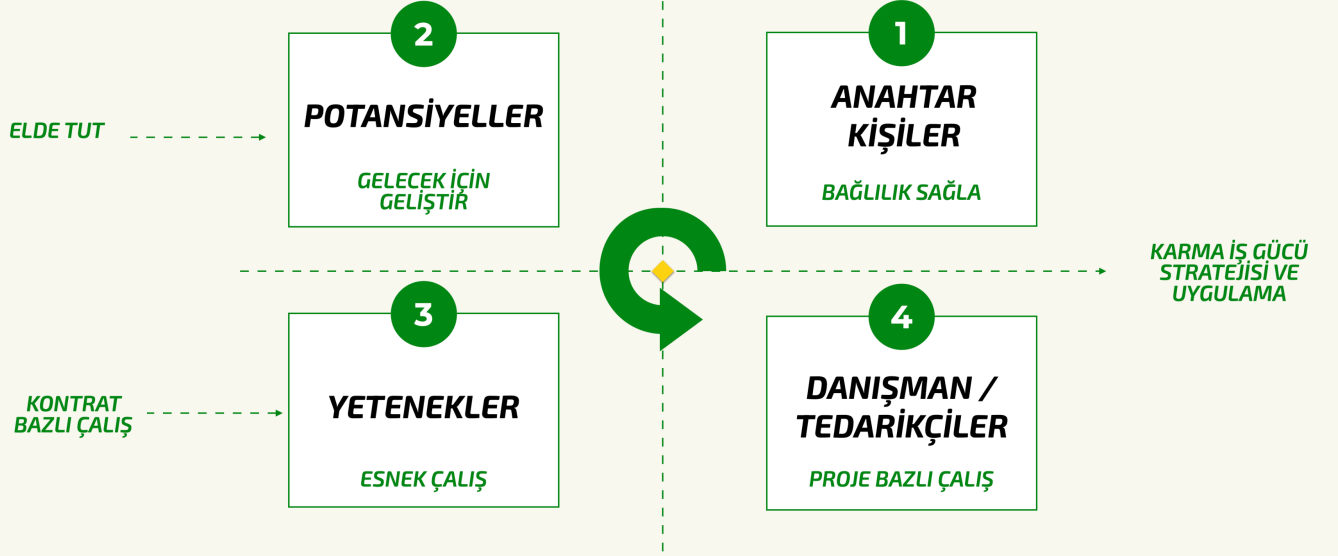 2
1
POTANSİYELLER
GELECEK İÇİN
GELİŞTİR
ANAHTAR
KİŞİLER
BAĞLILIK SAĞLA
ELDE TUT
KARMA İŞ GÜCÜ
STRATEJİSİ VE
UYGULAMA
3
4
YETENEKLER
ESNEK ÇALIŞ
DANIŞMAN /
TEDARİKÇİLER
PROJE BAZLI ÇALIŞ
KONTRAT
BAZLI ÇALIŞ